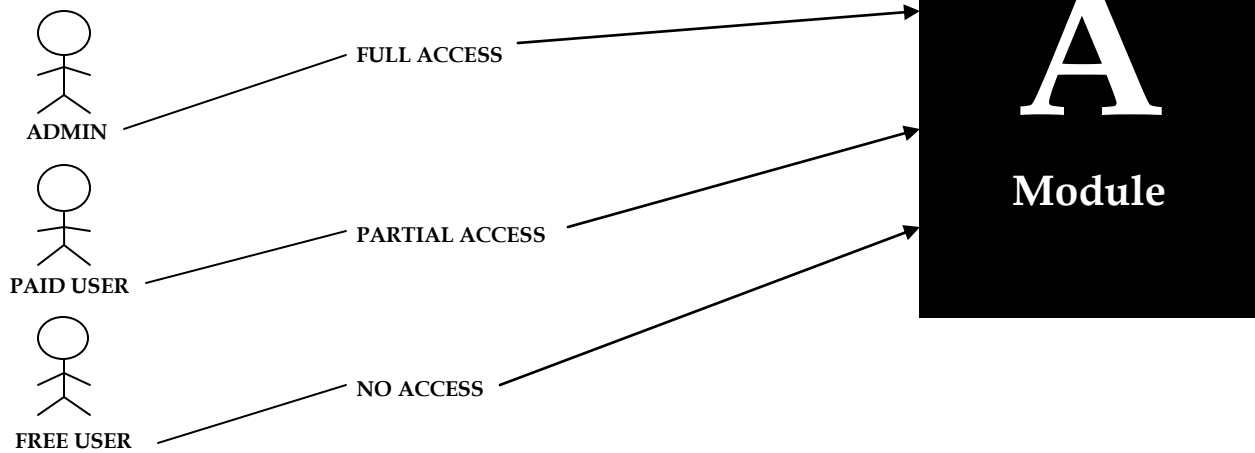 A
Module
FULL ACCESS
ADMIN
PARTIAL ACCESS
PAID USER
NO ACCESS
FREE USER